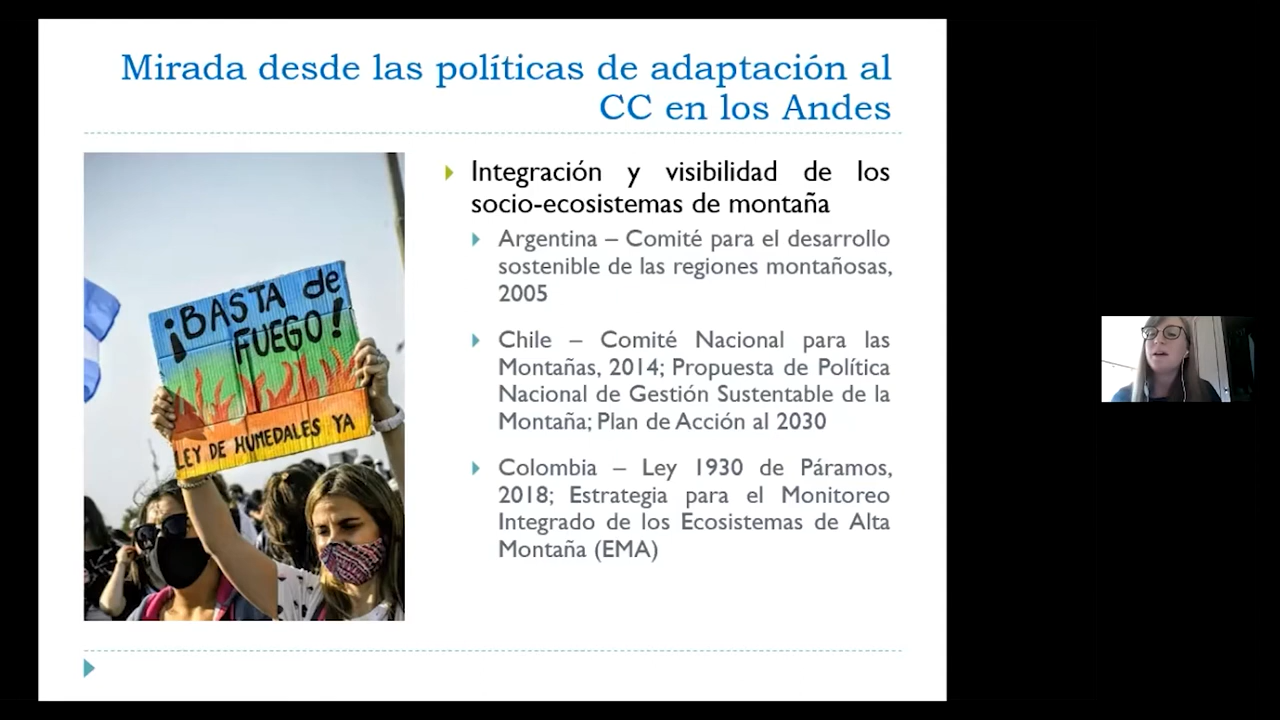 Mirada desde las políticas de adaptación al
CC en los Andes
¡BASTA de
FUEGO!
LEY DE HUMEDALES YA
Integración y visibilidad de los
socio-ecosistemas de montaña
Argentina – Comité para el desarrollo
sostenible de las regiones montañosas,
2005
Chile – Comité Nacional para las
Montañas, 2014; Propuesta de Política
Nacional de Gestión Sustentable de la
Montaña; Plan de Acción al 2030
Colombia – Ley 1930 de Páramos,
2018; Estrategia para el Monitoreo
Integrado de los Ecosistemas de Alta
Montaña (EMA)